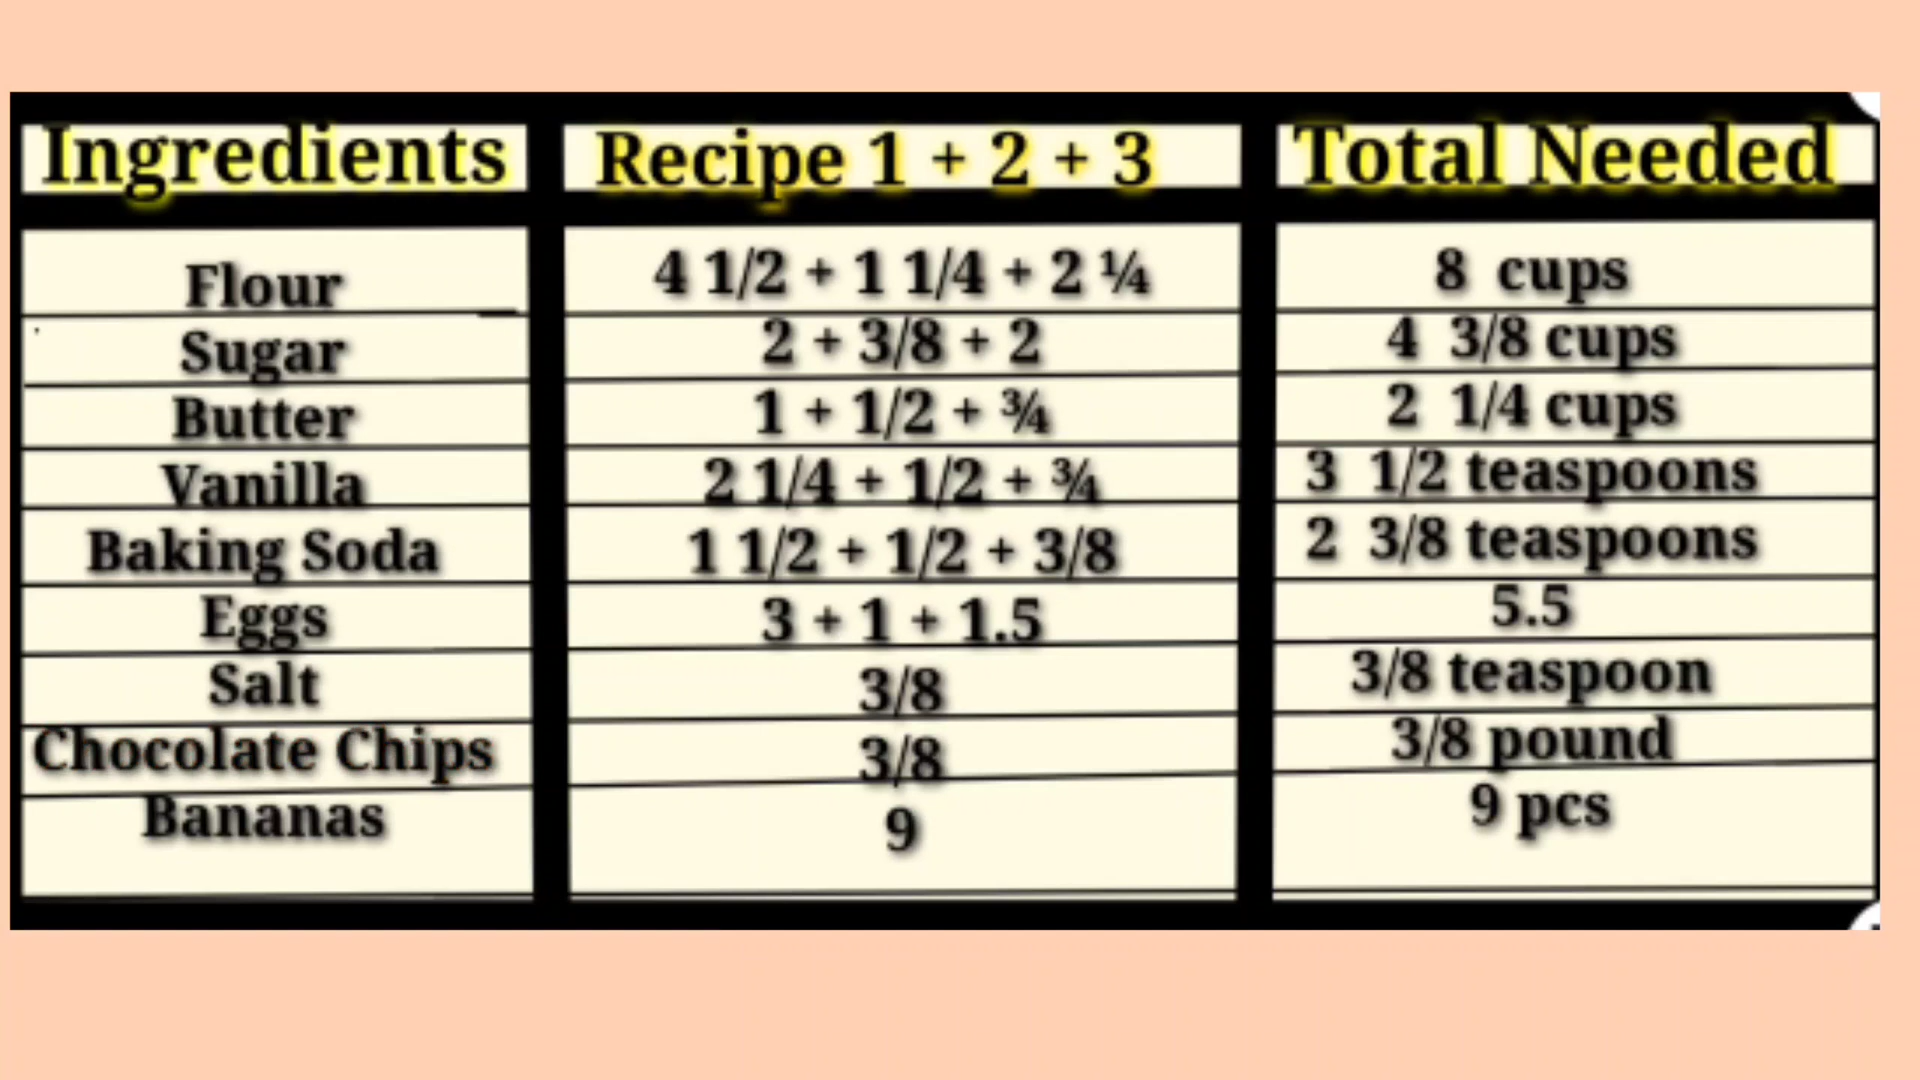 Ingredients Recipe 1 + 2 + 3 Total Needed
Flour 4 1/2 + 1 1/4 + 2 ¼ 8 cups
Sugar 2 + 3/8 + 2 4 3/8 cups
Butter 1 + 1/2 + ¾ 2 1/4 cups
Vanilla 2 1/4 + 1/2 + ¾ 3 1/2 teaspoons
Baking Soda 1 1/2 + 1/2 + 3/8 2 3/8 teaspoons
Eggs 3 + 1 + 1.5 5.5
Salt 3/8 3/8 teaspoon
Chocolate Chips 3/8 3/8 pound
Bananas 9 9 pcs